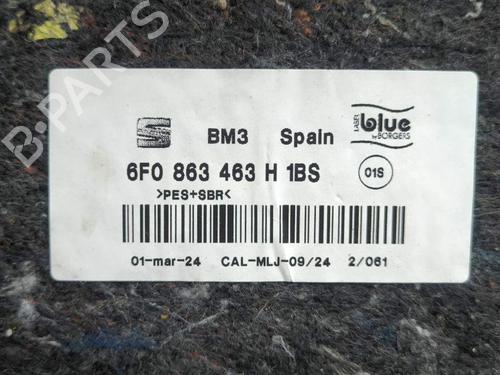 B-PARTS
BM3 Spain
LASER blue by BORGERS
6F0 863 463 H 1BS
01S
>PES+SBR<
01-mar-24 CAL-MLJ-09/24 2/061